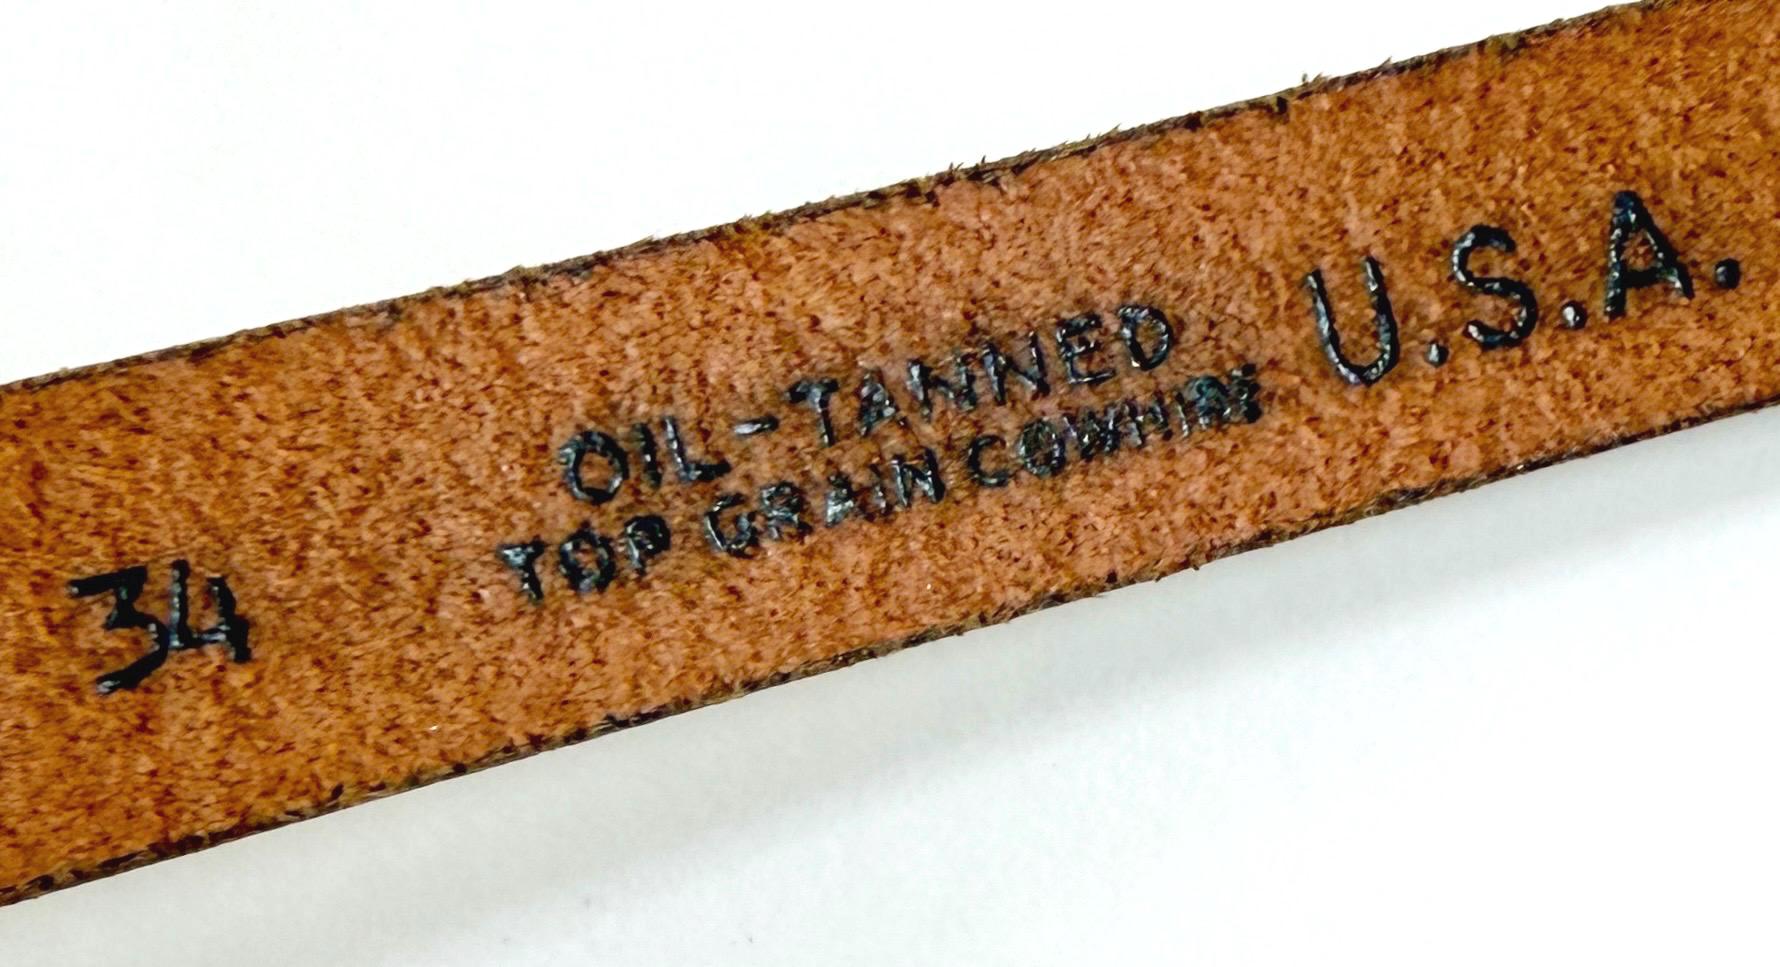 34
OIL-TANNED
TOP GRAIN COWHIDE
U.S.A.